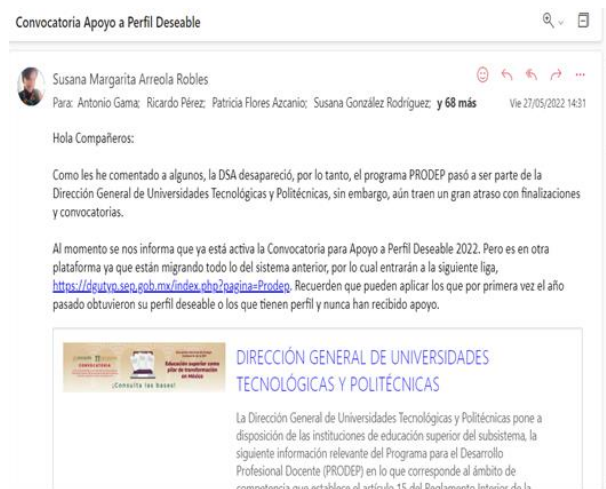 Convocatoria Apoyo a Perfil Deseable
Susana Margarita Arreola Robles
Para: Antonio Gama; Ricardo Pérez; Patricia Flores Azcanio; Susana González Rodríguez; y 68 más
Vie 27/05/2022 14:31
Hola Compañeros:
Como les he comentado a algunos, la DSA desapareció, por lo tanto, el programa PRODEP pasó a ser parte de la
Dirección General de Universidades Tecnológicas y Politécnicas, sin embargo, aún traen un gran atraso con finalizaciones
y convocatorias.
Al momento se nos informa que ya está activa la Convocatoria para Apoyo a Perfil Deseable 2022. Pero es en otra
plataforma ya que están migrando todo lo del sistema anterior, por lo cual entrarán a la siguiente liga,
https://dgutyp.sep.gob.mx/index.php?pagina=Prodep. Recuerden que pueden aplicar los que por primera vez el año
pasado obtuvieron su perfil deseable o los que tienen perfil y nunca han recibido apoyo.
CONVOCATORIA
Educación superior como
pilar de transformación
en México
¡Consulta las bases!
DIRECCIÓN GENERAL DE UNIVERSIDADES
TECNOLÓGICAS Y POLITÉCNICAS
La Dirección General de Universidades Tecnológicas y Politécnicas pone a
disposición de las instituciones de educación superior del subsistema, la
siguiente información relevante del Programa para el Desarrollo
Profesional Docente (PRODEP) en lo que corresponde al ámbito de
competencia que establece el artículo 15 del Reglamento Interior de la